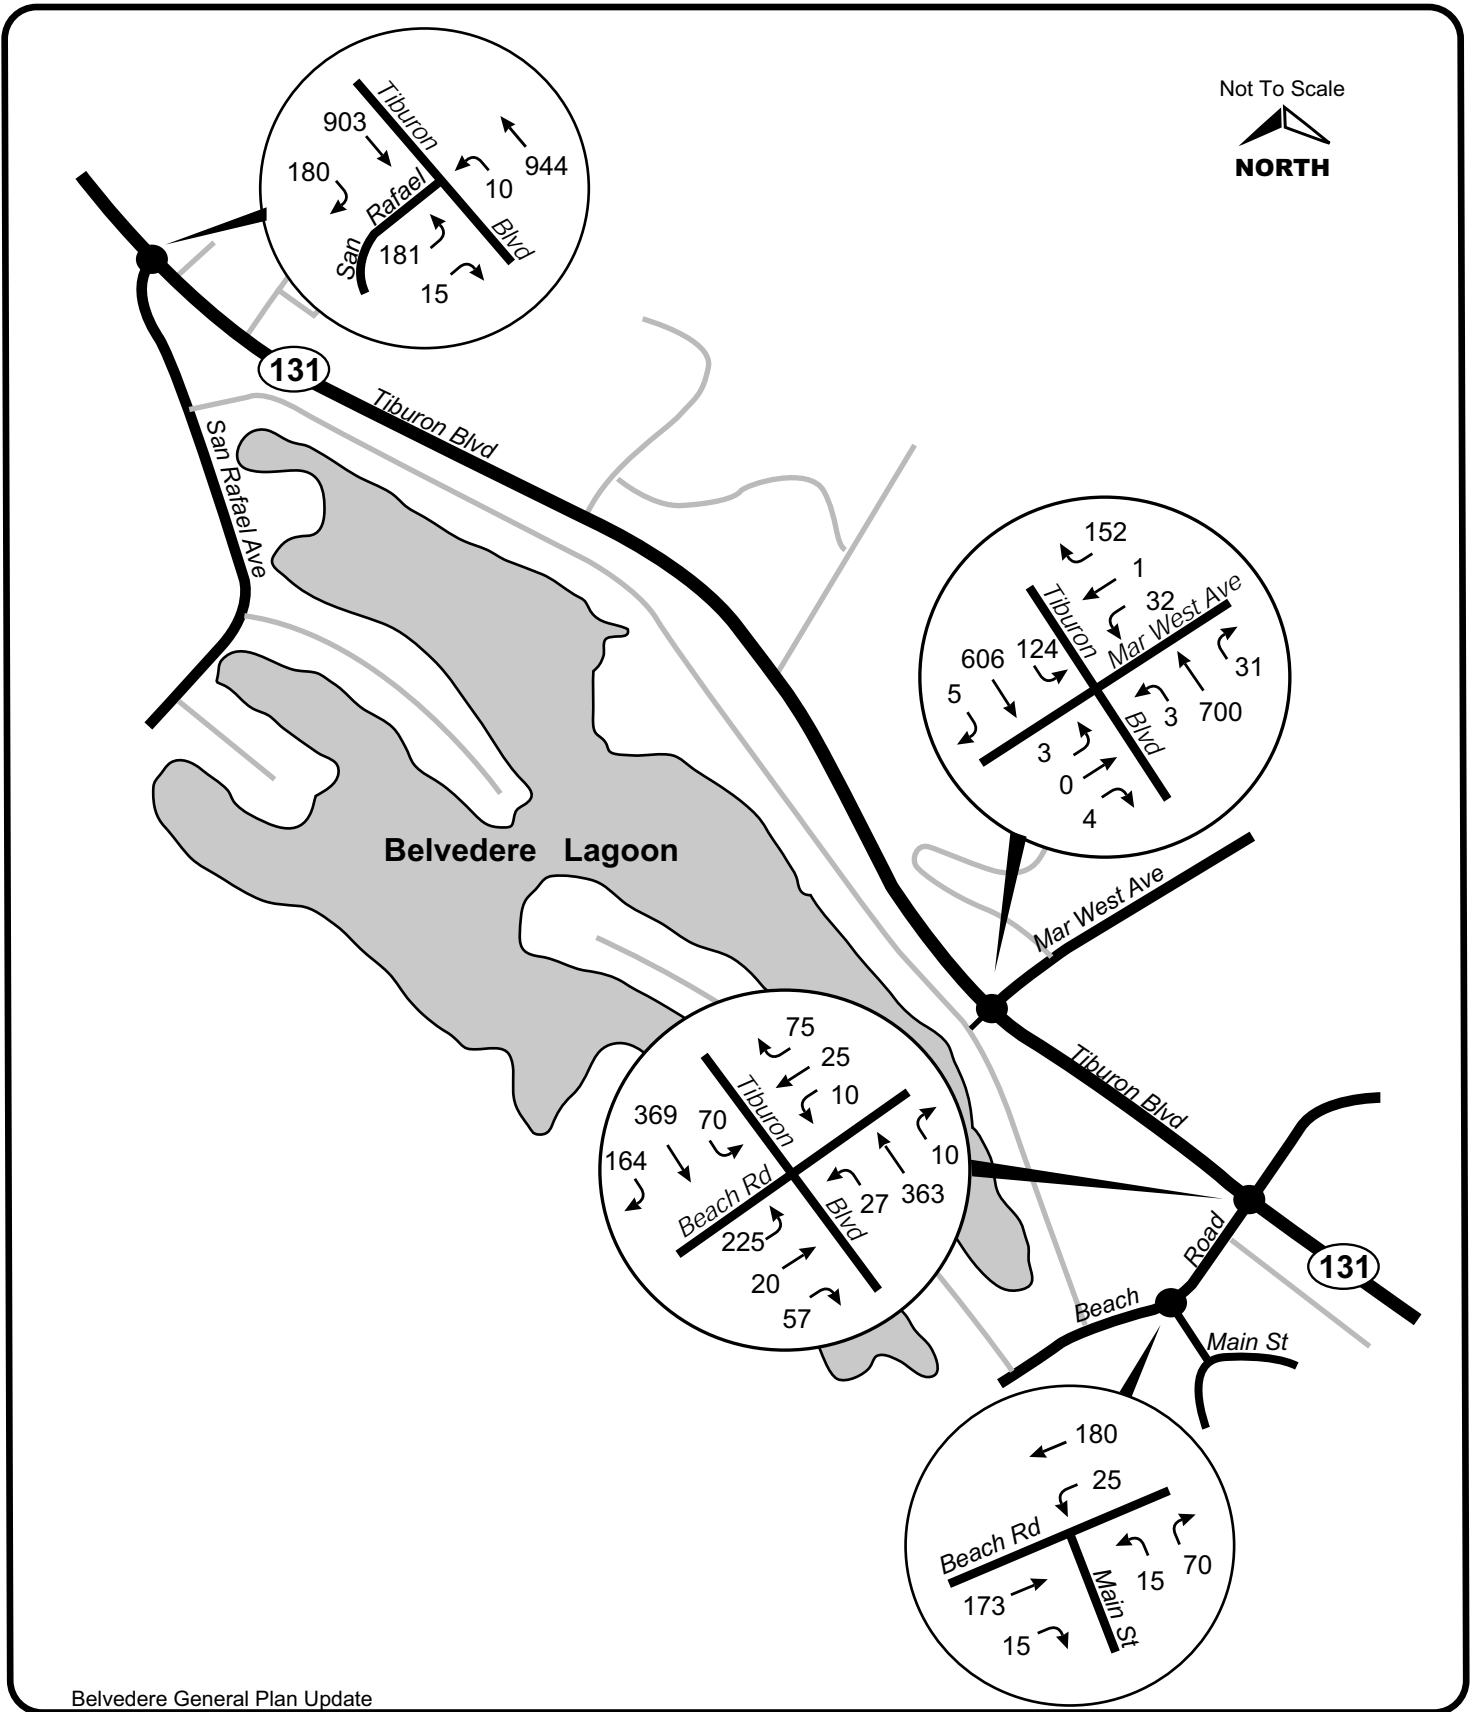 Not To Scale
NORTH
Tiburon
Blvd
San Rafael
903
180
944
10
181
15
131
Tiburon Blvd
San Rafael Ave
152
1
32
Tiburon
Blvd
Mar West Ave
606
124
5
31
700
3
3
0
4
Belvedere Lagoon
Mar West Ave
75
25
10
Tiburon
Blvd
Beach Rd
369
70
164
10
363
27
225
20
57
Tiburon Blvd
131
Beach Road
Main St
180
25
Beach Rd
Main St
70
15
173
15
Belvedere General Plan Update